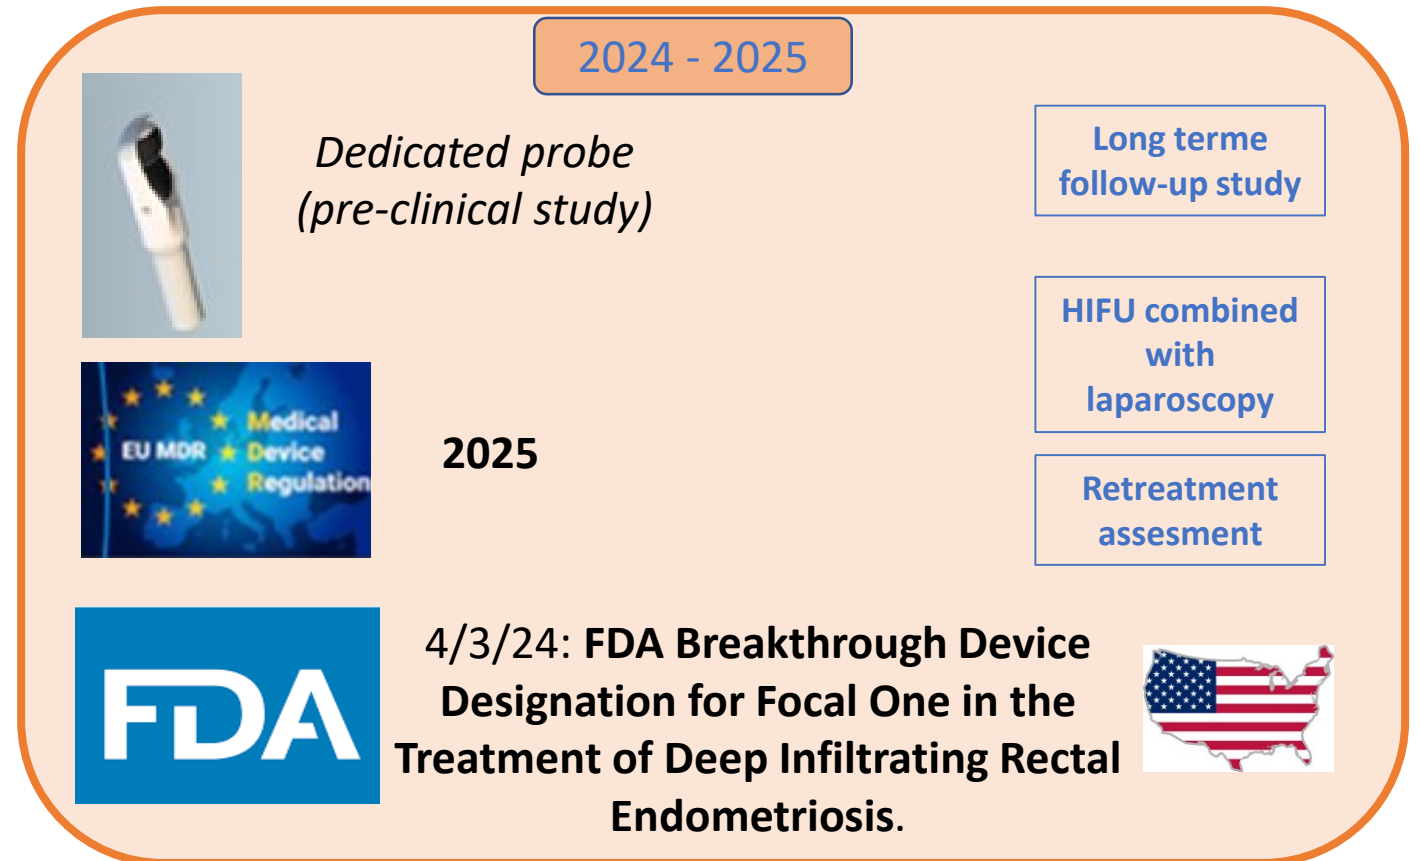 2024 - 2025
Dedicated probe
(pre-clinical study)
Long terme
follow-up study
HIFU combined
with
laparoscopy
Retreatment
assesment
EU MDR
Medical
Device
Regulation
2025
FDA
4/3/24: FDA Breakthrough Device
Designation for Focal One in the
Treatment of Deep Infiltrating Rectal
Endometriosis.